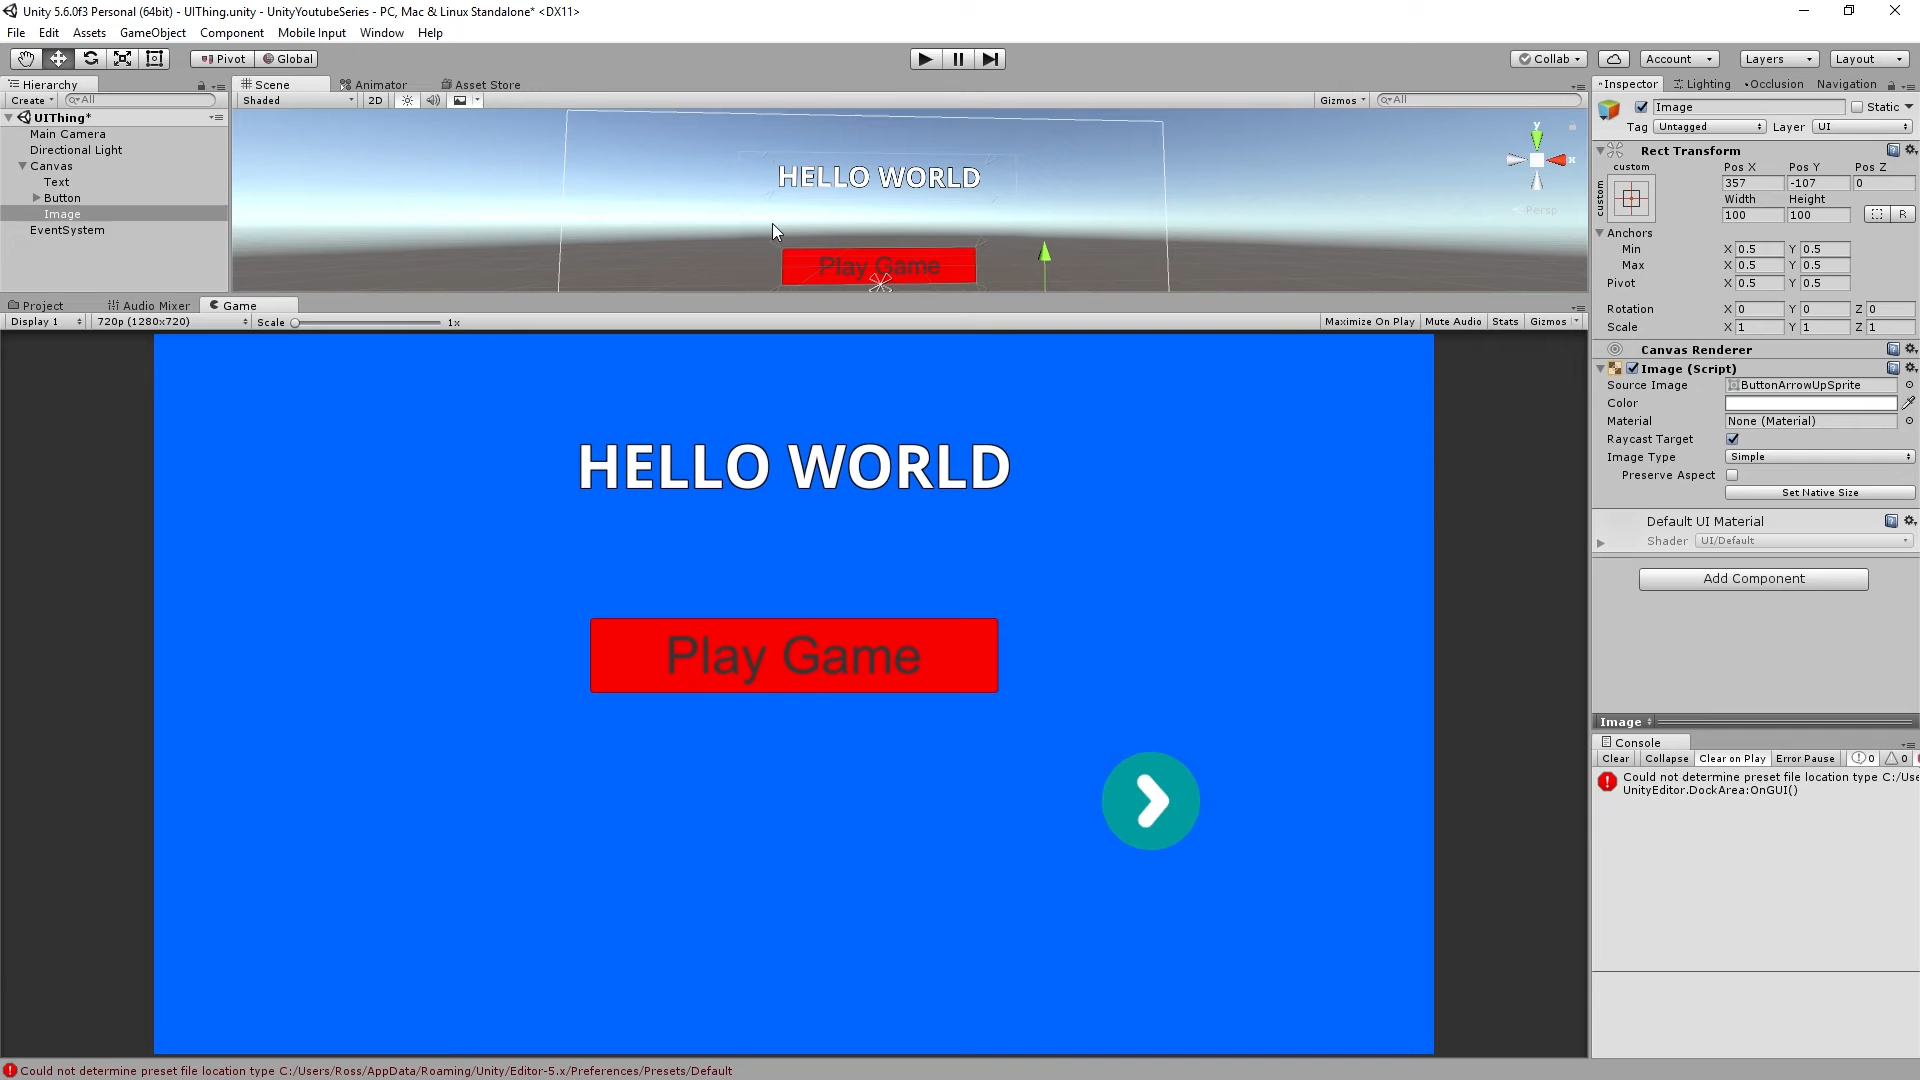 Unity 5.6.0f3 Personal (64bit) - UIThing.unity - UnityYoutubeSeries - PC, Mac & Linux Standalone* <DX11>
File Edit Assets GameObject Component Mobile Input Window Help
Pivot Global Collab Account Layers Layout
Hierarchy Scene Animator Asset Store Inspector Lighting Occlusion Navigation
Create All Shaded 2D Gizmos All Image Static
UIThing*
Tag Untagged Layer UI
Main Camera
Directional Light
Canvas
Text
Button
Image
EventSystem
y
x
Persp
HELLO WORLD
Play Game
Rect Transform
custom Pos X Pos Y Pos Z
custom
357 -107 0
Width Height
100 100 R
Anchors
Min X 0.5 Y 0.5
Max X 0.5 Y 0.5
Pivot X 0.5 Y 0.5
Rotation X 0 Y 0 Z 0
Scale X 1 Y 1 Z 1
Project Audio Mixer Game
Display 1 720p (1280x720) Scale 1x Maximize On Play Mute Audio Stats Gizmos
HELLO WORLD
Play Game
Canvas Renderer
Image (Script)
Source Image ButtonArrowUpSprite
Color
Material None (Material)
Raycast Target
Image Type Simple
Preserve Aspect
Set Native Size
Default UI Material
Shader UI/Default
Add Component
Image
Console
Clear Collapse Clear on Play Error Pause 0 0
Could not determine preset file location type C:/Use
UnityEditor.DockArea:OnGUI()
Could not determine preset file location type C:/Users/Ross/AppData/Roaming/Unity/Editor-5.x/Preferences/Presets/Default